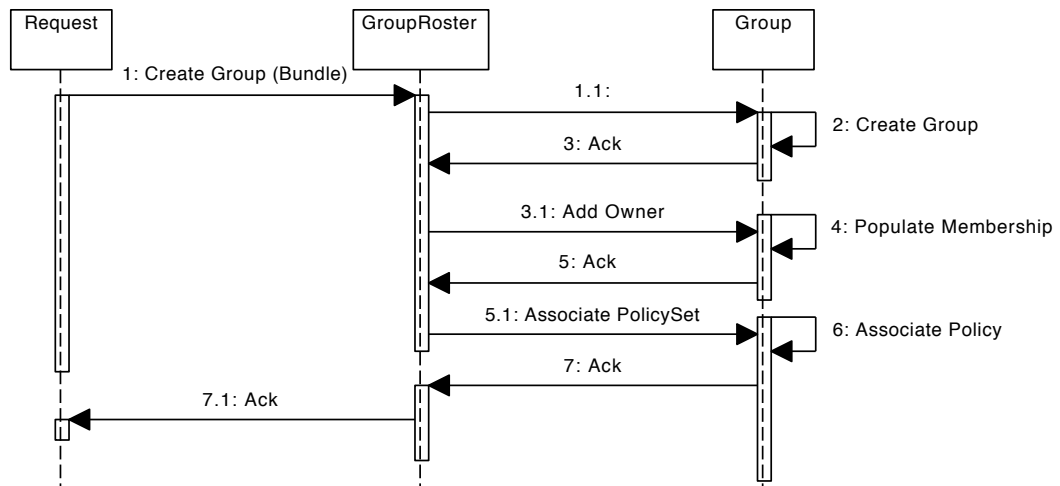 Request
GroupRoster
Group
1: Create Group (Bundle)
1.1:
2: Create Group
3: Ack
3.1: Add Owner
4: Populate Membership
5: Ack
5.1: Associate PolicySet
6: Associate Policy
7: Ack
7.1: Ack